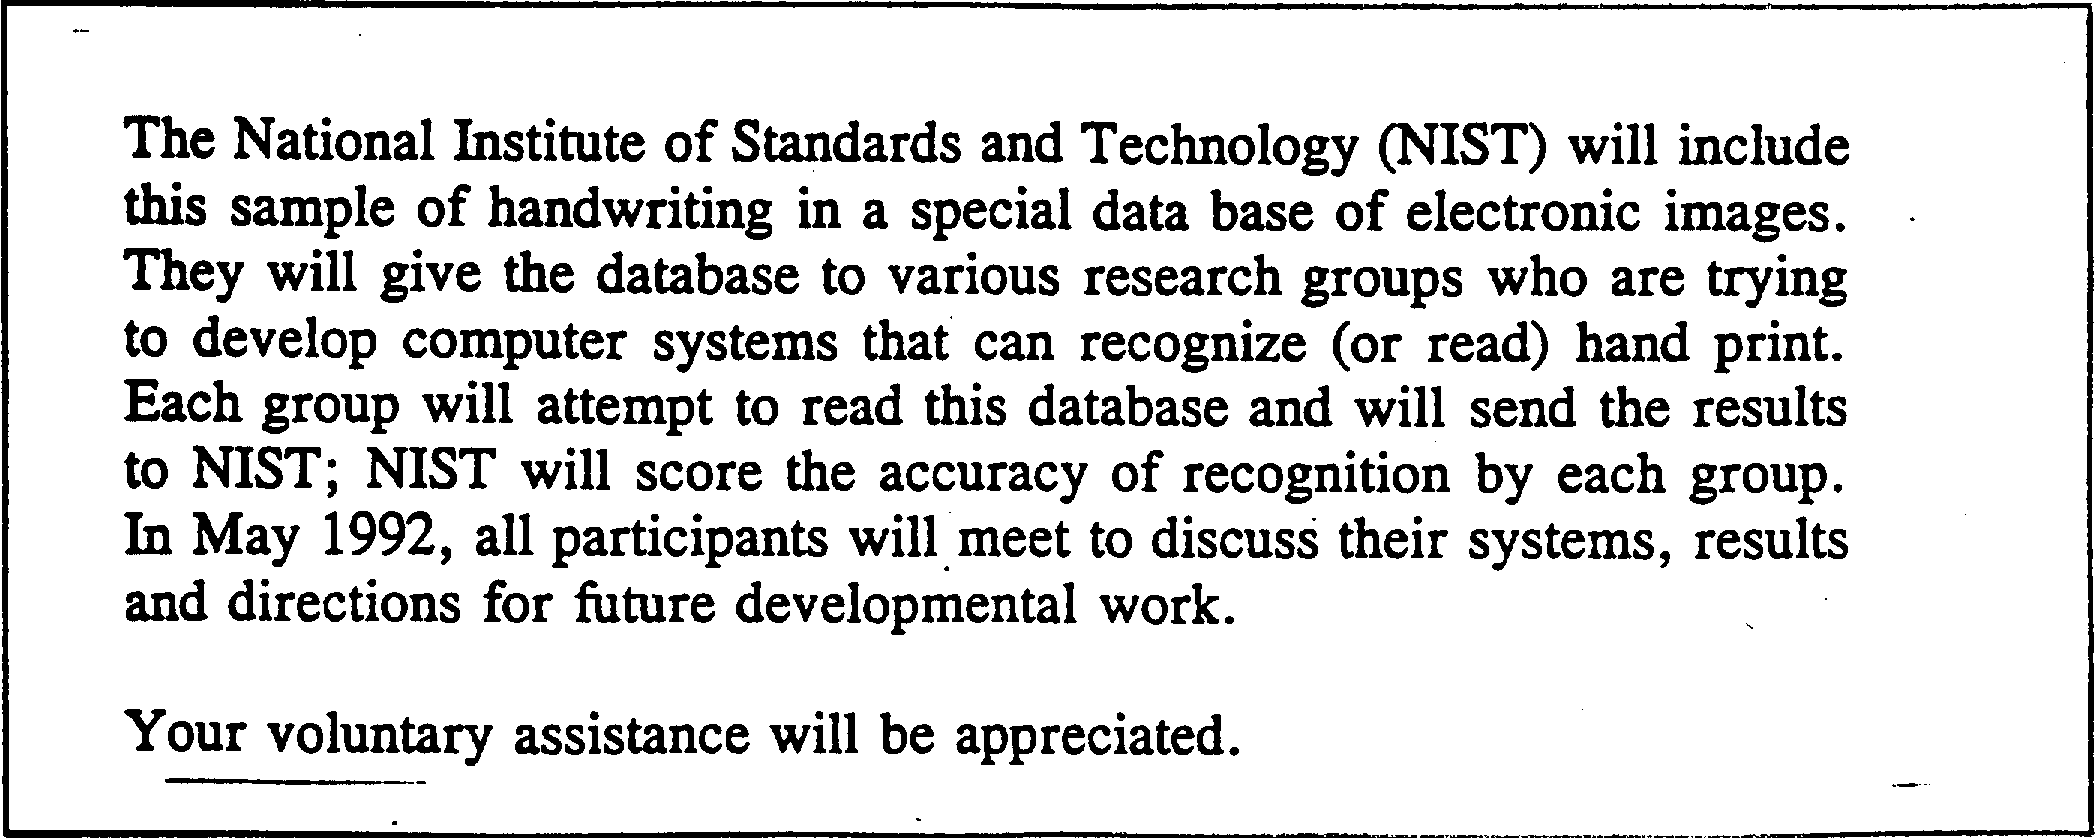 The National Institute of Standards and Technology (NIST) will include
this sample of handwriting in a special data base of electronic images.
They will give the database to various research groups who are trying
to develop computer systems that can recognize (or read) hand print.
Each group will attempt to read this database and will send the results
to NIST; NIST will score the accuracy of recognition by each group.
In May 1992, all participants will meet to discuss their systems, results
and directions for future developmental work.
Your voluntary assistance will be appreciated.